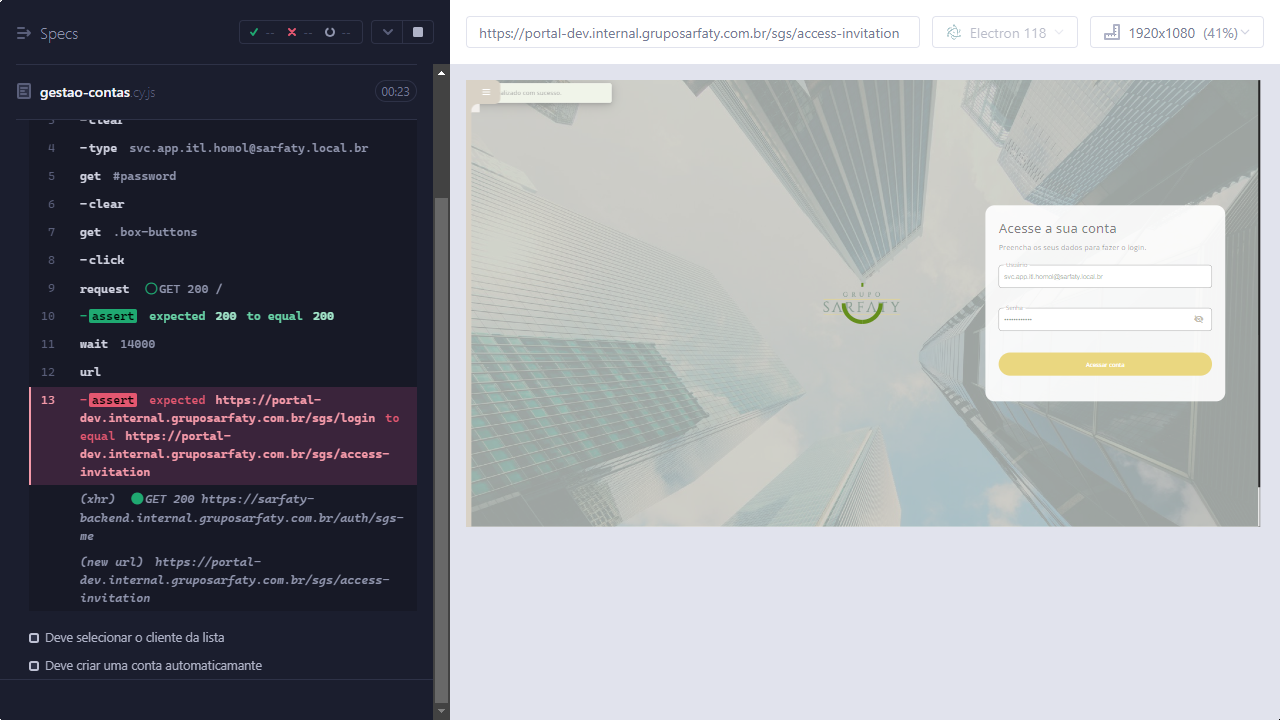 Specs
--
--
--
https://portal-dev.internal.gruposarfaty.com.br/sgs/access-invitation
Electron 118
1920x1080 (41%)
gestao-contas.cy.js
00:23
3 -clear
4 -type svc.app.itl.homol@sarfaty.local.br
5 get #password
6 -clear
7 get .box-buttons
8 -click
9 request GET 200 /
10 -assert expected 200 to equal 200
11 wait 14000
12 url
13 -assert expected https://portal-
dev.internal.gruposarfaty.com.br/sgs/login to
equal https://portal-
dev.internal.gruposarfaty.com.br/sgs/access-
invitation
(xhr) GET 200 https://sarfaty-
backend.internal.gruposarfaty.com.br/auth/sgs-
me
(new url) https://portal-
dev.internal.gruposarfaty.com.br/sgs/access-
invitation
Deve selecionar o cliente da lista
Deve criar uma conta automaticamante
alizado com sucesso.
GRUPO
SARFATY
Acesse a sua conta
Preencha os seus dados para fazer o login.
Usuário
svc.app.itl.homol@sarfaty.local.br
Senha
Acessar conta